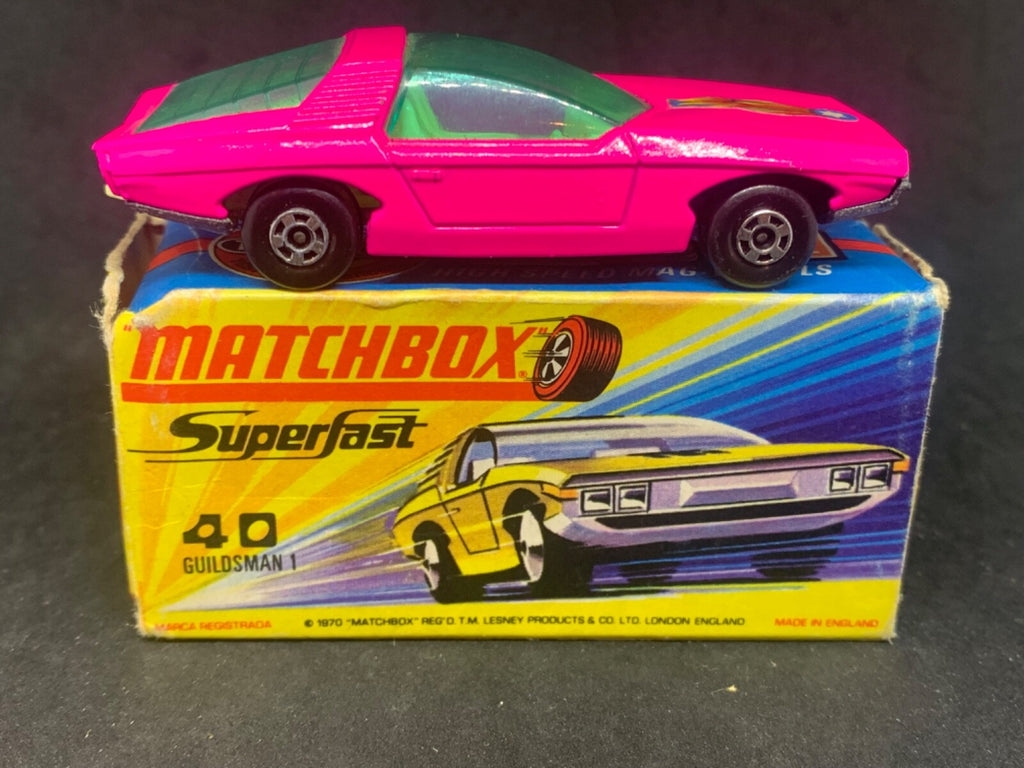 HIGH SPEED MAG LS
"MATCHBOX"®
Superfast
40
GUILDSMAN 1
MARCA REGISTRADA
© 1970 "MATCHBOX" REG'D. T.M. LESNEY PRODUCTS & CO. LTD. LONDON ENGLAND
MADE IN ENGLAND